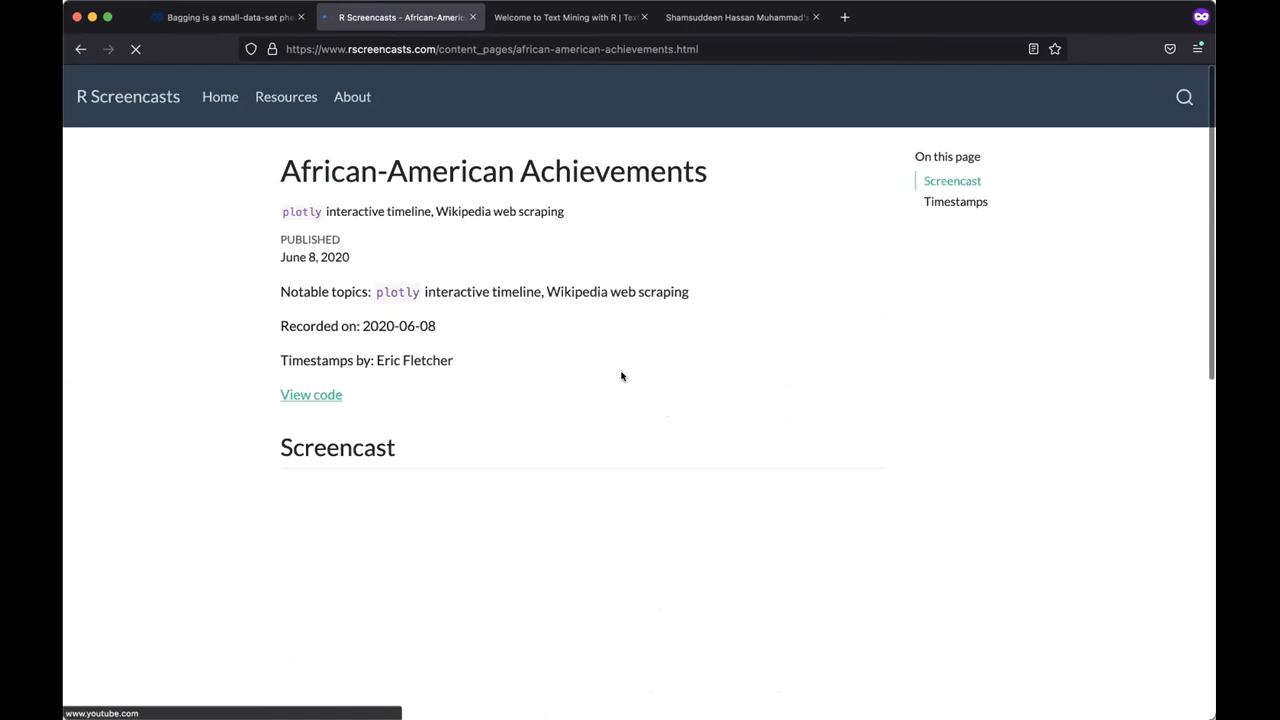 Bagging is a small-data-set phe
R Screencasts - African-Americ
Welcome to Text Mining with R | Tex
Shamsuddeen Hassan Muhammad's
https://www.rscreencasts.com/content_pages/african-american-achievements.html
R Screencasts Home Resources About
African-American Achievements
On this page
Screencast
Timestamps
plotly interactive timeline, Wikipedia web scraping
PUBLISHED
June 8, 2020
Notable topics: plotly interactive timeline, Wikipedia web scraping
Recorded on: 2020-06-08
Timestamps by: Eric Fletcher
View code
Screencast
www.youtube.com